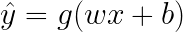 ŷ = g(wx + b)